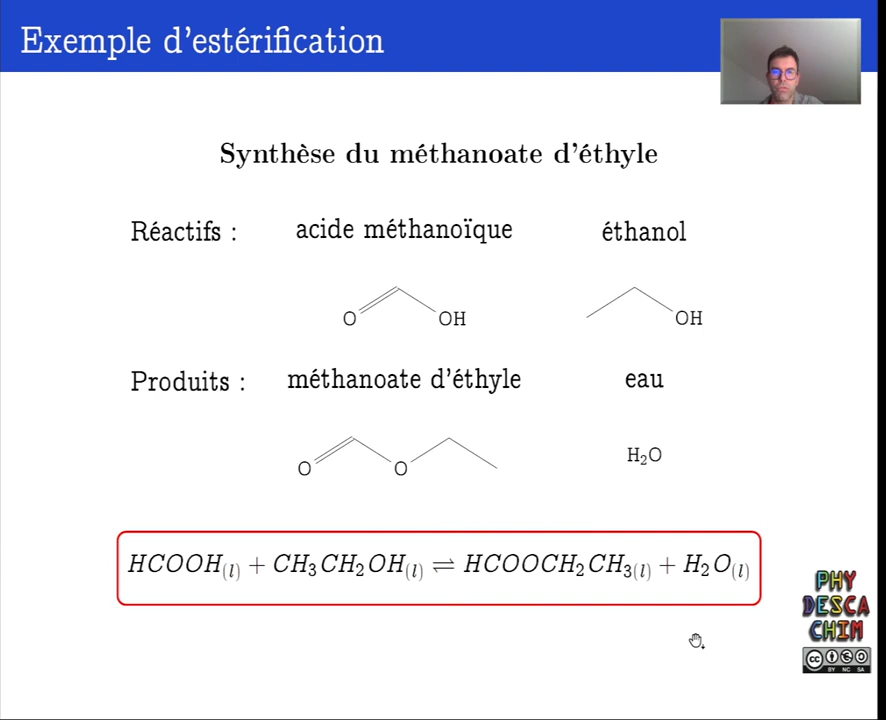 Exemple d'estérification
Synthèse du méthanoate d'éthyle
Réactifs : acide méthanoïque éthanol
O OH OH
Produits : méthanoate d'éthyle eau
O O H₂O
HCOOH(l) + CH₃CH₂OH(l) ⇌ HCOOCH₂CH₃(l) + H₂O(l)
PHY
DESCA
CHIM
cc
BY NC SA